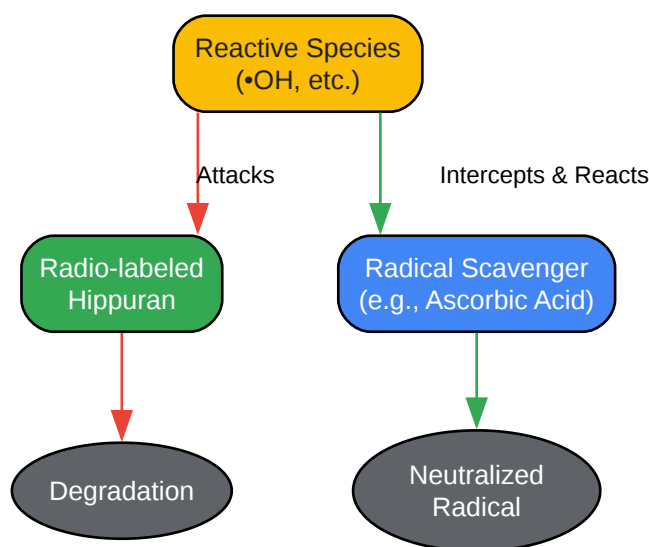 Reactive Species
(•OH, etc.)
Attacks
Intercepts & Reacts
Radio-labeled
Hippuran
Radical Scavenger
(e.g., Ascorbic Acid)
Degradation
Neutralized
Radical